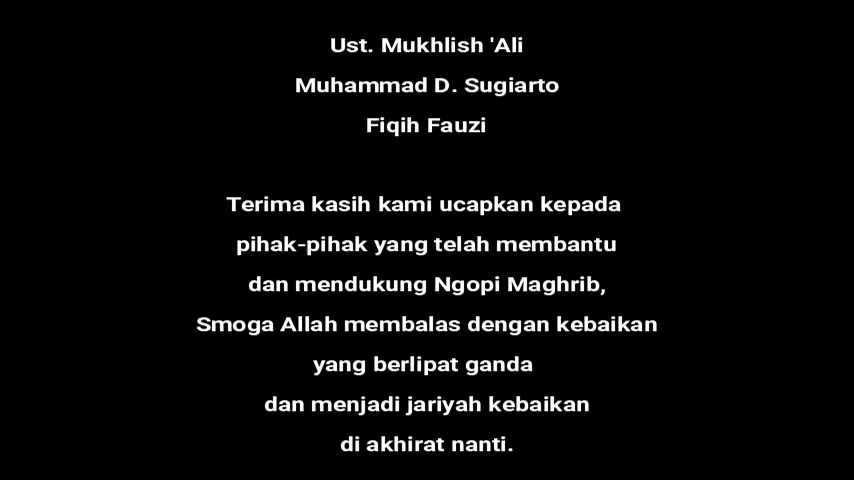 Ust. Mukhlish 'Ali
Muhammad D. Sugiarto
Fiqih Fauzi
Terima kasih kami ucapkan kepada
pihak-pihak yang telah membantu
dan mendukung Ngopi Maghrib,
Smoga Allah membalas dengan kebaikan
yang berlipat ganda
dan menjadi jariyah kebaikan
di akhirat nanti.